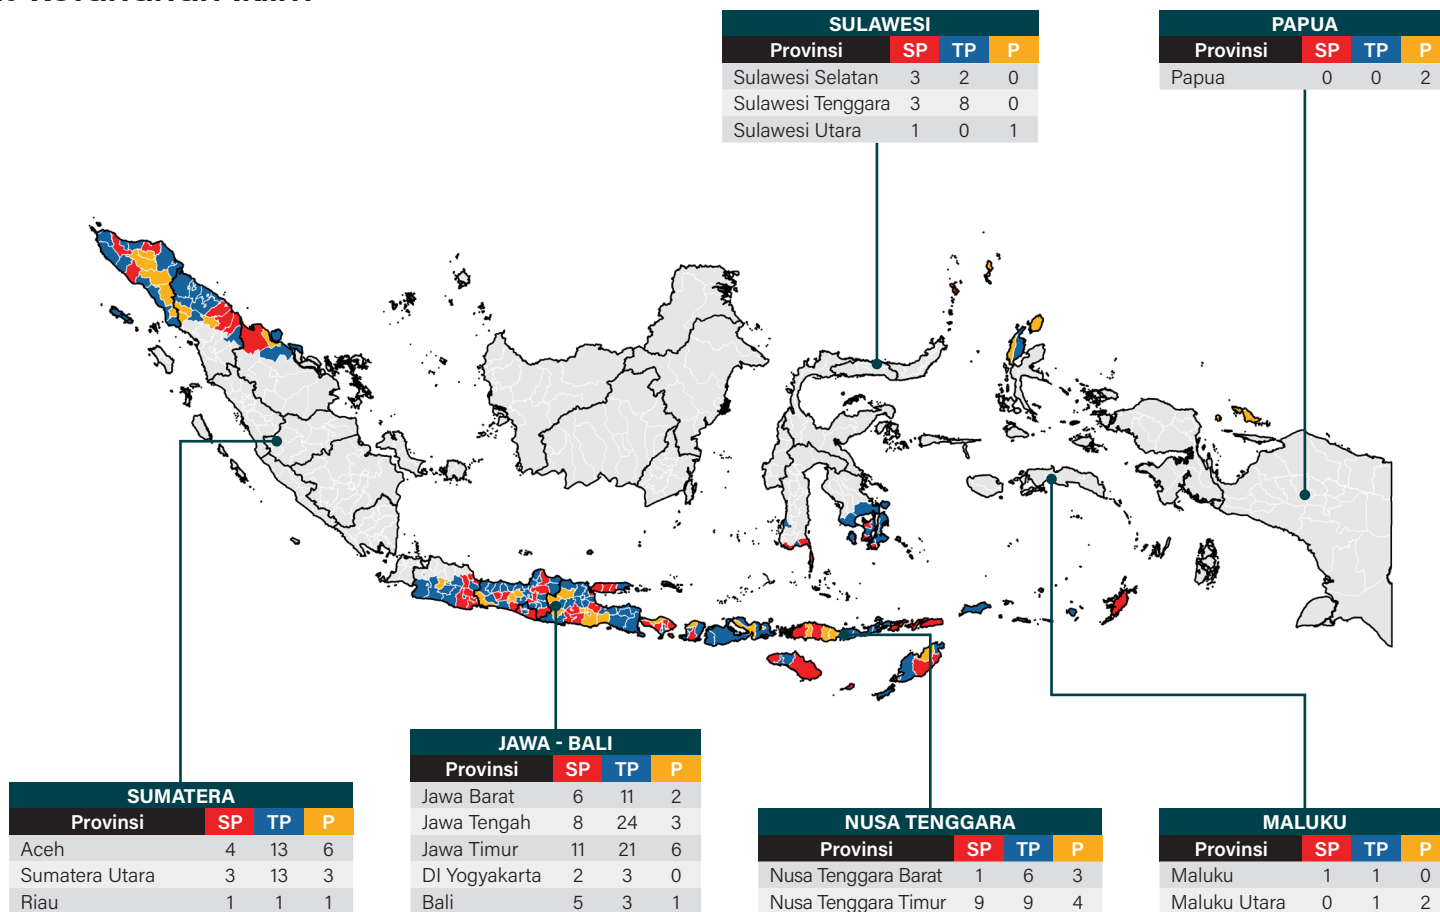 SULAWESI
Provinsi SP TP P
Sulawesi Selatan 3 2 0
Sulawesi Tenggara 3 8 0
Sulawesi Utara 1 0 1
PAPUA
Provinsi SP TP P
Papua 0 0 2
SUMATERA
Provinsi SP TP P
Aceh 4 13 6
Sumatera Utara 3 13 3
Riau 1 1 1
JAWA - BALI
Provinsi SP TP P
Jawa Barat 6 11 2
Jawa Tengah 8 24 3
Jawa Timur 11 21 6
DI Yogyakarta 2 3 0
Bali 5 3 1
NUSA TENGGARA
Provinsi SP TP P
Nusa Tenggara Barat 1 6 3
Nusa Tenggara Timur 9 9 4
MALUKU
Provinsi SP TP P
Maluku 1 1 0
Maluku Utara 0 1 2